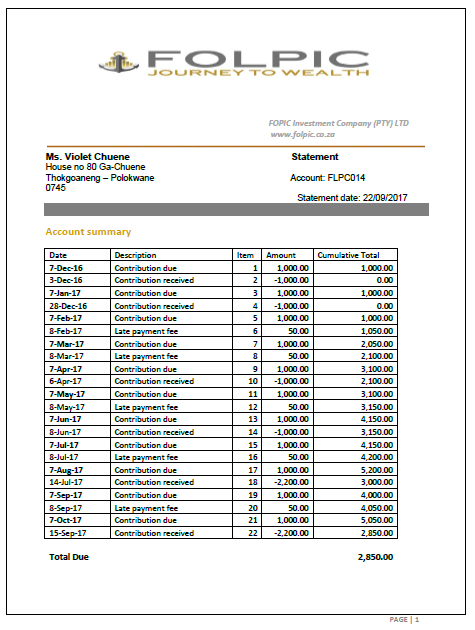 FOLPIC
JOURNEY TO WEALTH
FOPIC Investment Company (PTY) LTD
www.folpic.co.za
Ms. Violet Chuene Statement
House no 80 Ga-Chuene
Thokgoaneng – Polokwane Account: FLPC014
0745
Statement date: 22/09/2017
Account summary
Date Description Item Amount Cumulative Total
7-Dec-16 Contribution due 1 1,000.00 1,000.00
3-Dec-16 Contribution received 2 -1,000.00 0.00
7-Jan-17 Contribution due 3 1,000.00 1,000.00
28-Dec-16 Contribution received 4 -1,000.00 0.00
7-Feb-17 Contribution due 5 1,000.00 1,000.00
8-Feb-17 Late payment fee 6 50.00 1,050.00
7-Mar-17 Contribution due 7 1,000.00 2,050.00
8-Mar-17 Late payment fee 8 50.00 2,100.00
7-Apr-17 Contribution due 9 1,000.00 3,100.00
6-Apr-17 Contribution received 10 -1,000.00 2,100.00
7-May-17 Contribution due 11 1,000.00 3,100.00
8-May-17 Late payment fee 12 50.00 3,150.00
7-Jun-17 Contribution due 13 1,000.00 4,150.00
8-Jun-17 Contribution received 14 -1,000.00 3,150.00
7-Jul-17 Contribution due 15 1,000.00 4,150.00
8-Jul-17 Late payment fee 16 50.00 4,200.00
7-Aug-17 Contribution due 17 1,000.00 5,200.00
14-Jul-17 Contribution received 18 -2,200.00 3,000.00
7-Sep-17 Contribution due 19 1,000.00 4,000.00
8-Sep-17 Late payment fee 20 50.00 4,050.00
7-Oct-17 Contribution due 21 1,000.00 5,050.00
15-Sep-17 Contribution received 22 -2,200.00 2,850.00
Total Due 2,850.00
PAGE | 1